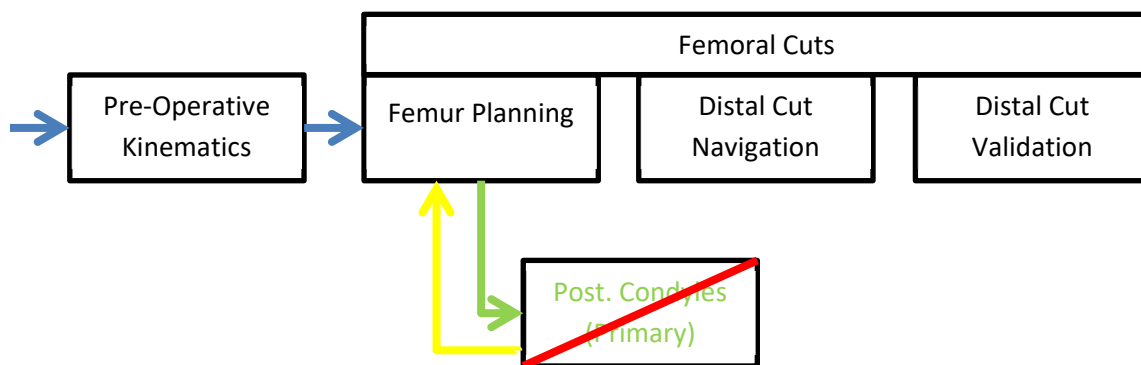 Femoral Cuts
Pre-Operative
Kinematics
Femur Planning
Distal Cut
Navigation
Distal Cut
Validation
Post. Condyles
(Primary)